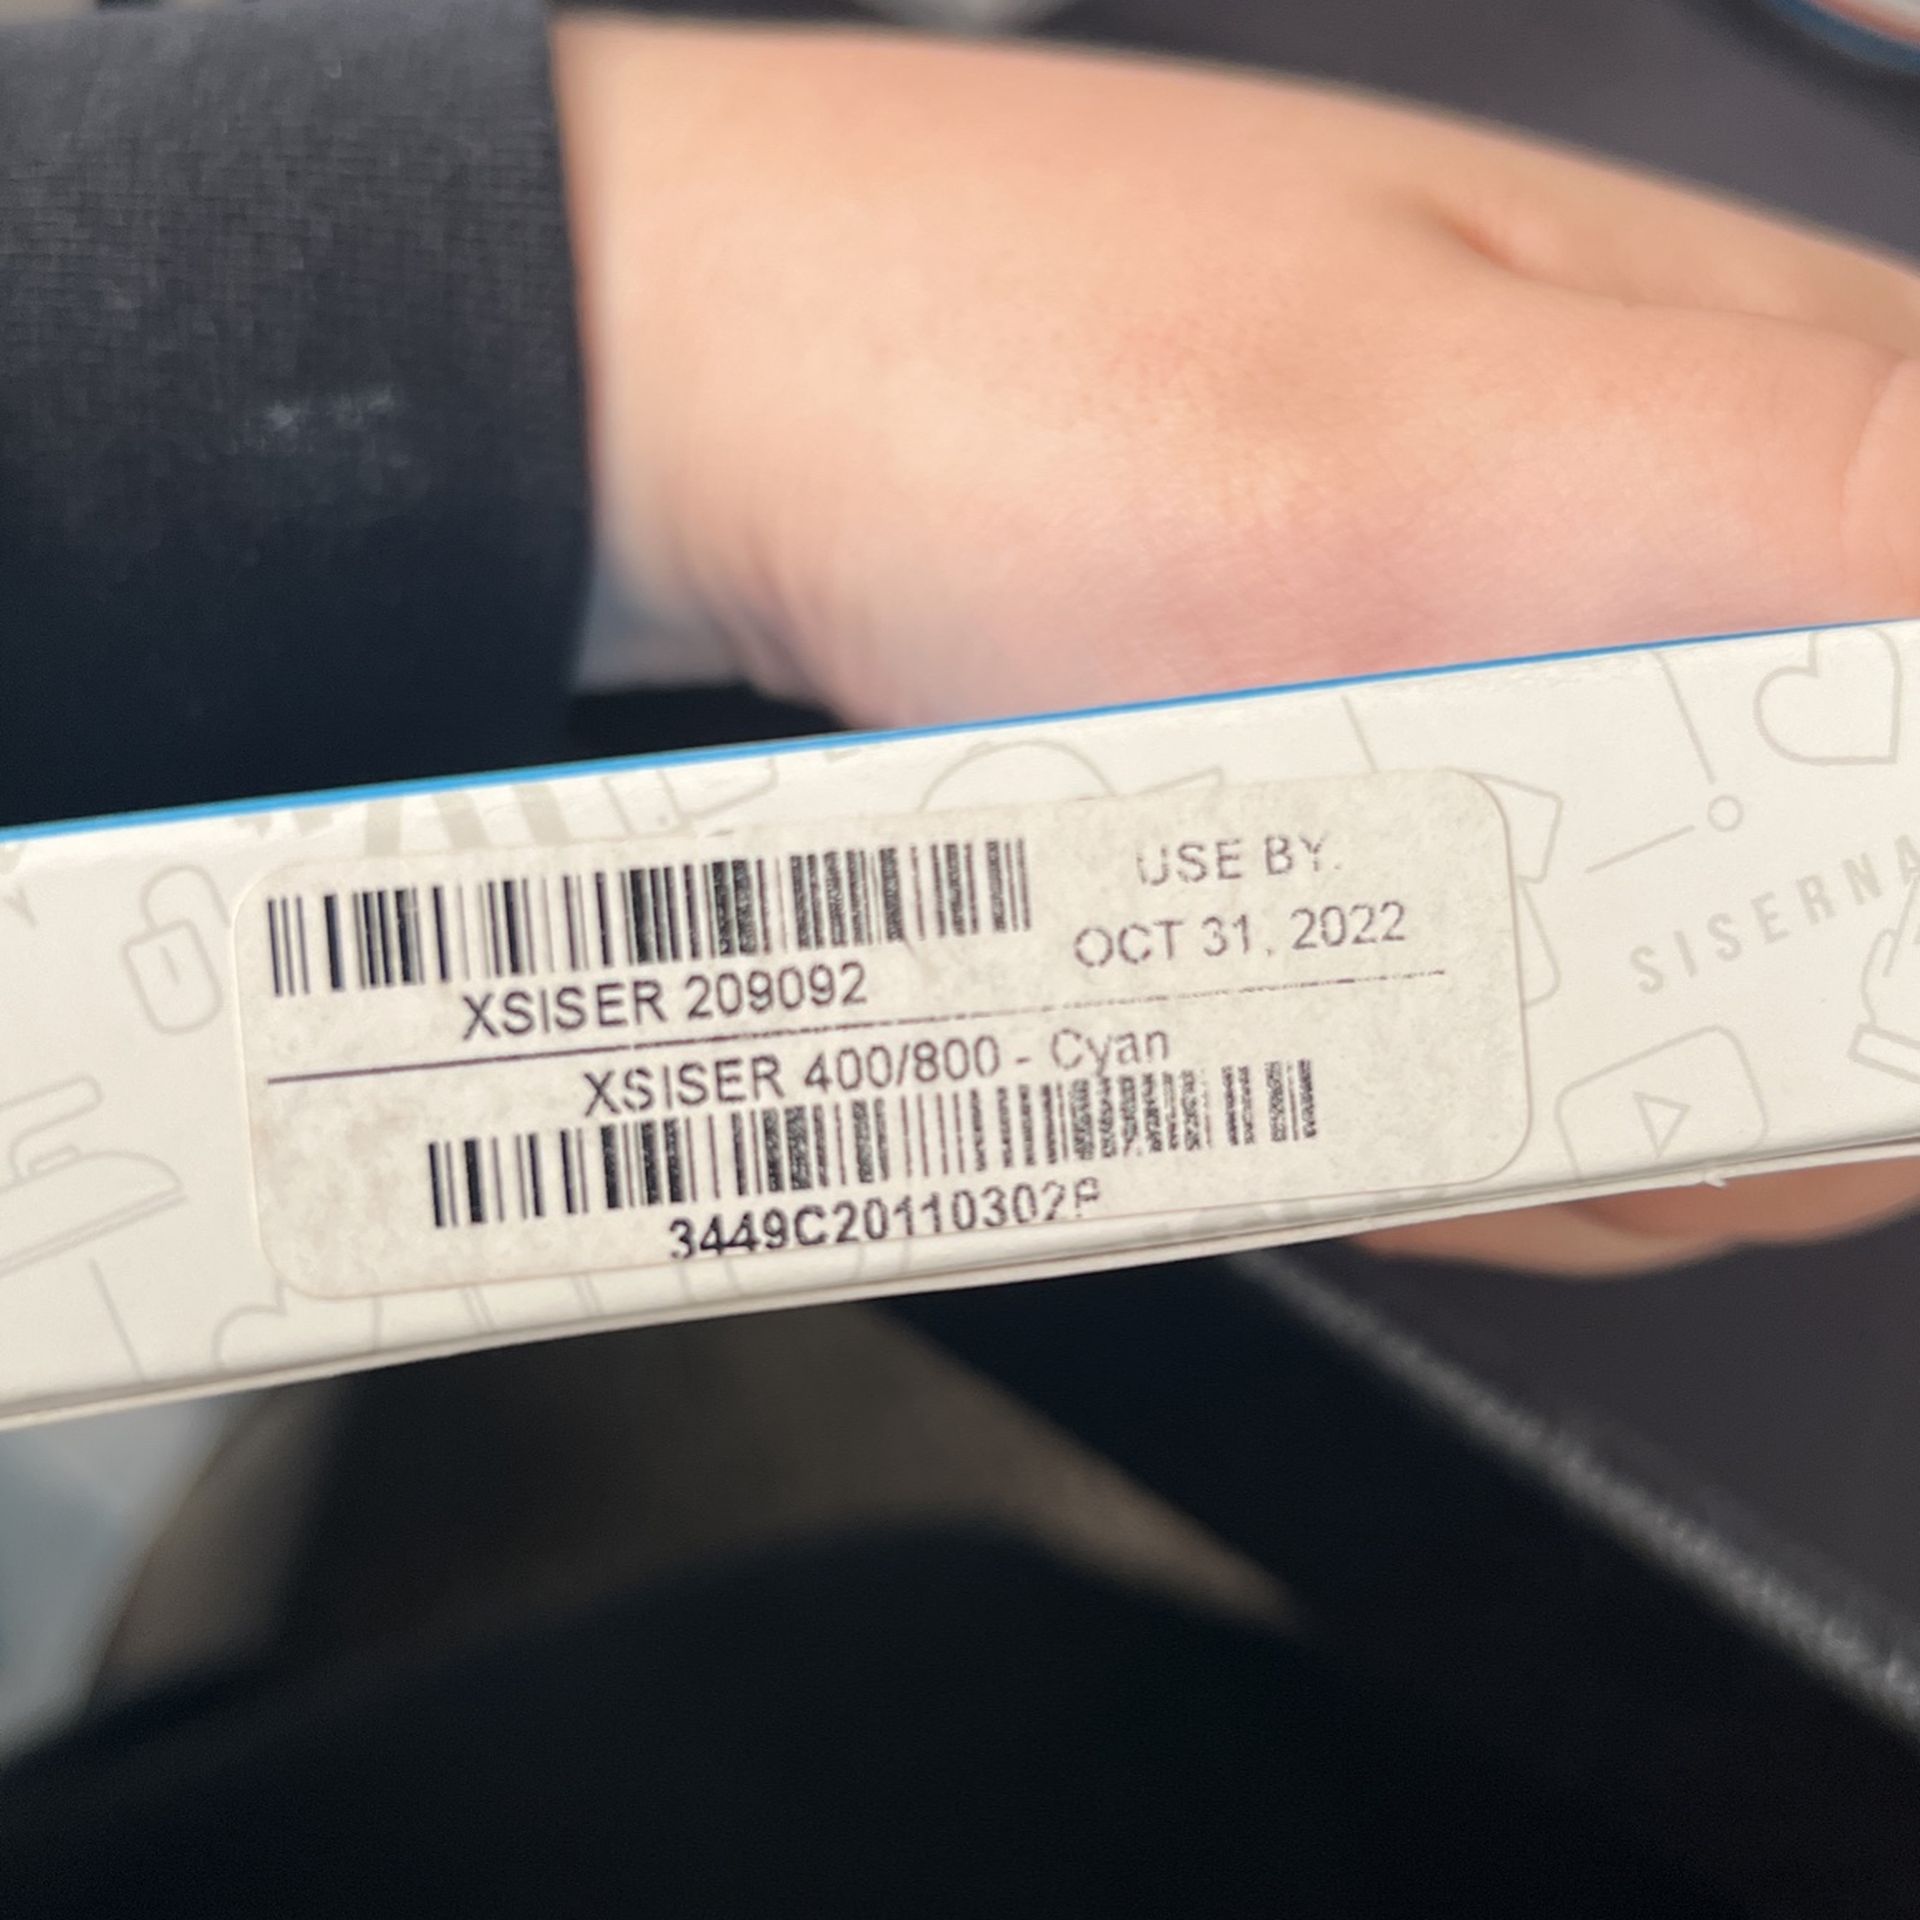 USE BY:
OCT 31, 2022
XSISER 209092
XSISER 400/800 - Cyan
SISERNA